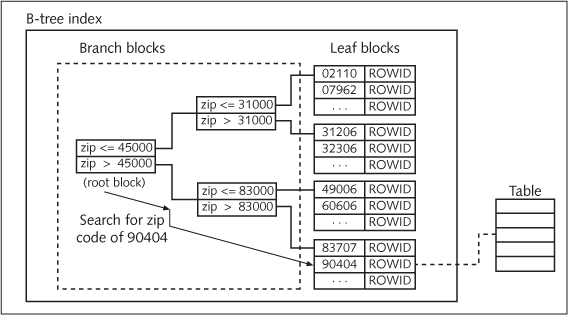 B-tree index
Branch blocks
Leaf blocks
zip <= 45000
zip > 45000
(root block)
zip <= 31000
zip > 31000
zip <= 83000
zip > 83000
Search for zip
code of 90404
02110 ROWID
07962 ROWID
. . . ROWID
31206 ROWID
32306 ROWID
. . . ROWID
49006 ROWID
60606 ROWID
. . . ROWID
83707 ROWID
90404 ROWID
. . . ROWID
Table